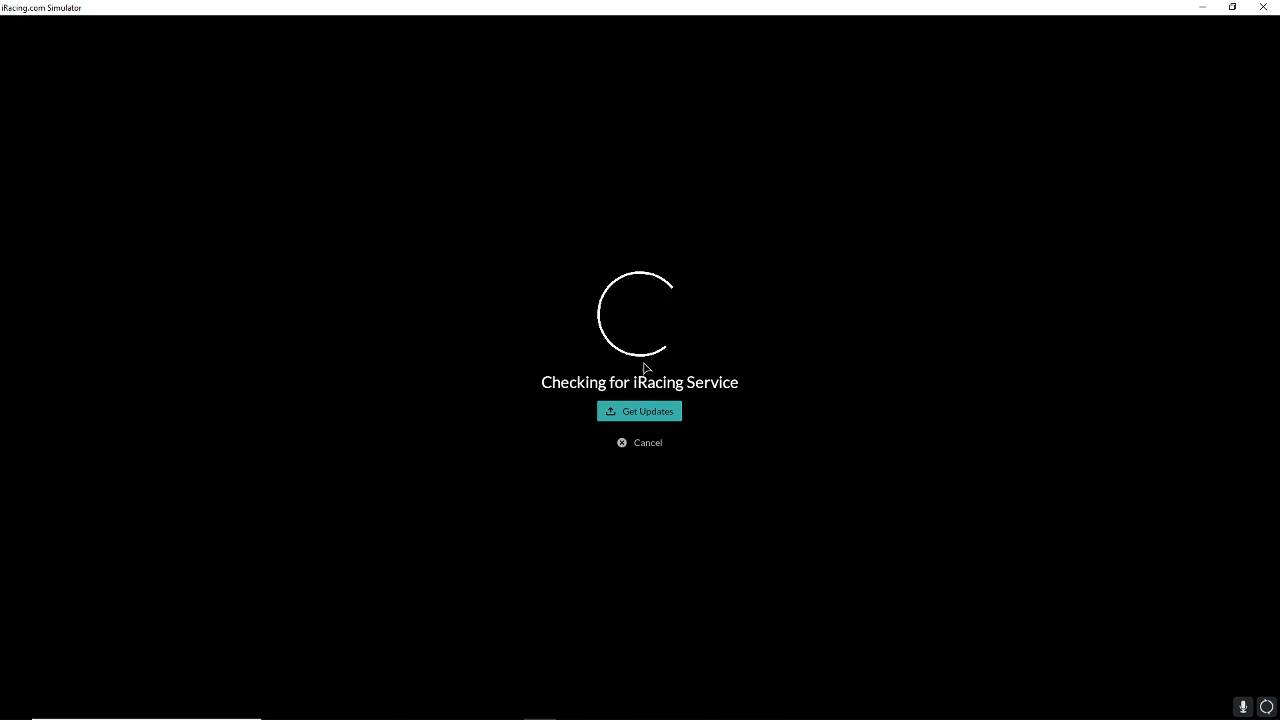 iRacing.com Simulator
Checking for iRacing Service
Get Updates
Cancel